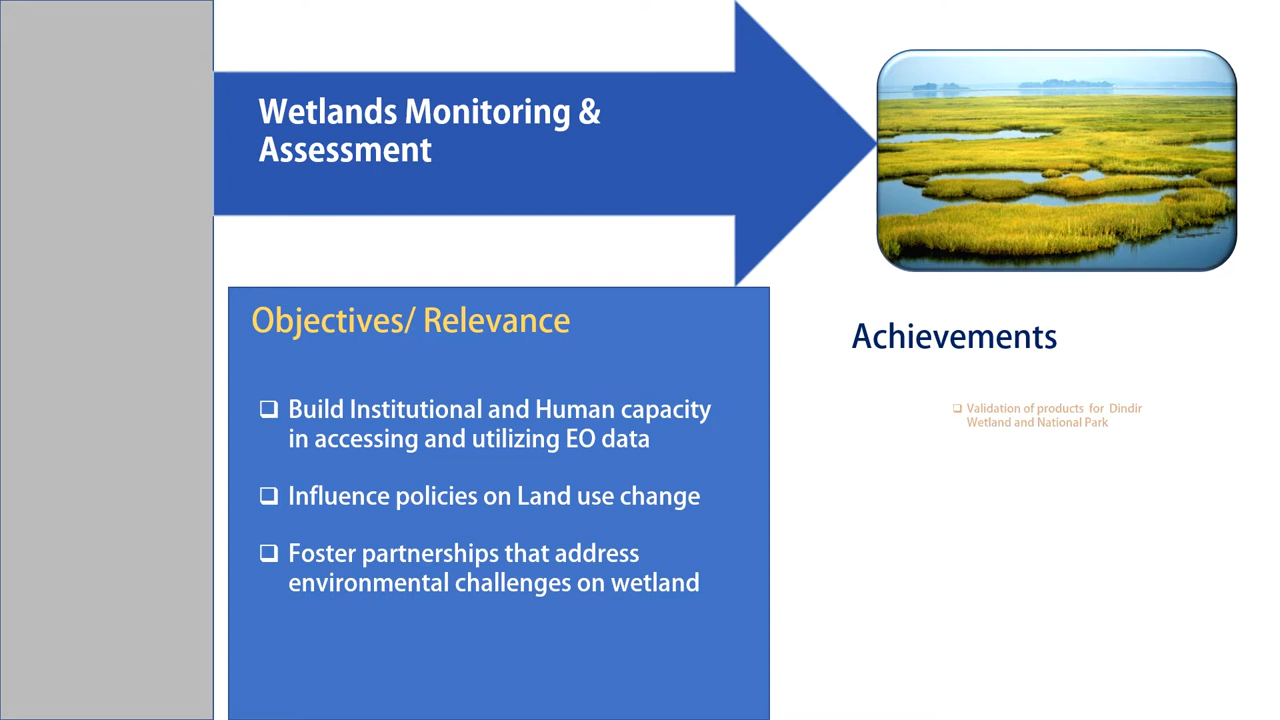 Wetlands Monitoring &
Assessment
Objectives/ Relevance
❑ Build Institutional and Human capacity
in accessing and utilizing EO data
❑ Influence policies on Land use change
❑ Foster partnerships that address
environmental challenges on wetland
Achievements
❑ Validation of products for Dindir
Wetland and National Park